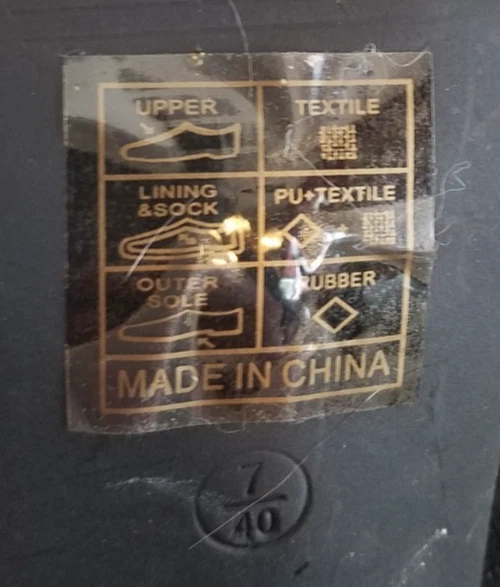 UPPER TEXTILE
LINING
&SOCK PU+TEXTILE
OUTER
SOLE RUBBER
MADE IN CHINA
7
40